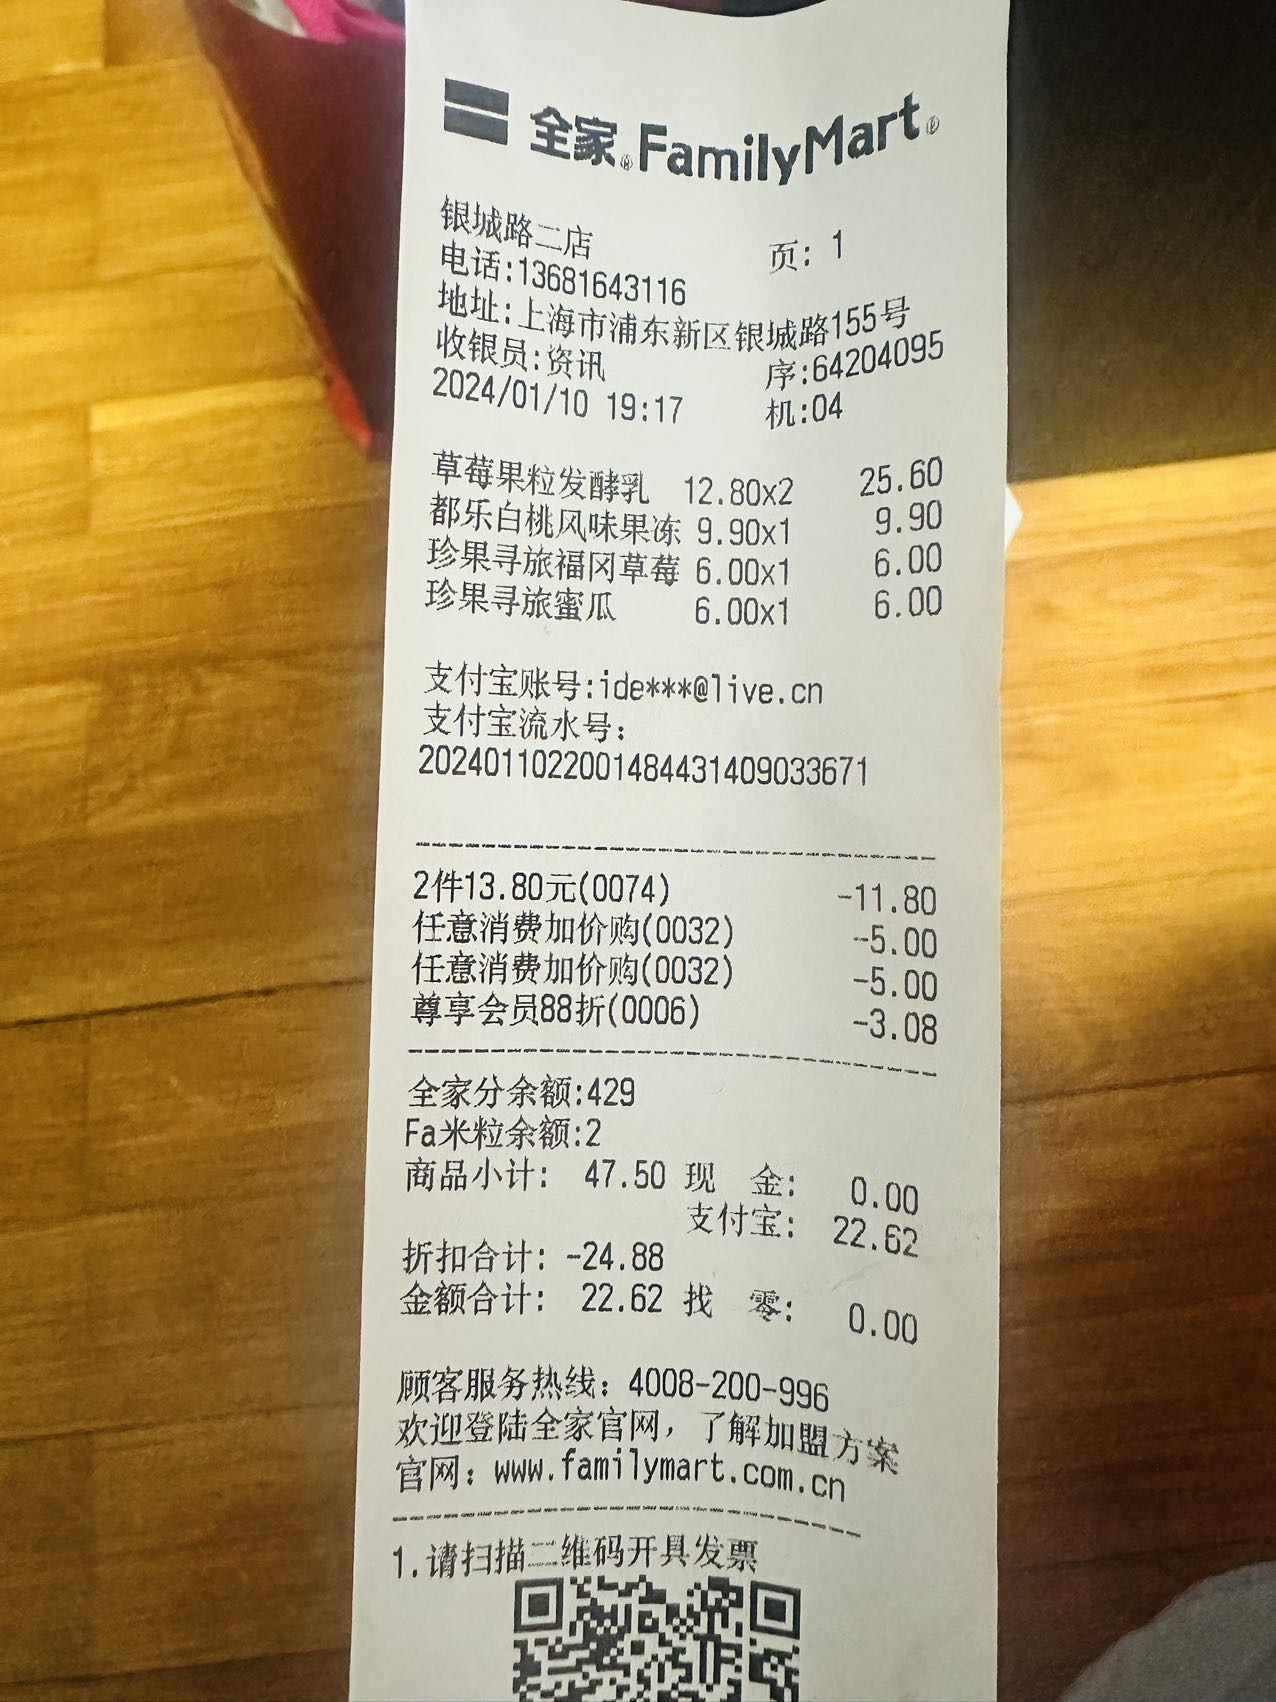 全家® FamilyMart®
银城路二店 页: 1
电话:13681643116
地址:上海市浦东新区银城路155号
收银员:资讯 序:64204095
2024/01/10 19:17 机:04
草莓果粒发酵乳 12.80x2 25.60
都乐白桃风味果冻 9.90x1 9.90
珍果寻旅福冈草莓 6.00x1 6.00
珍果寻旅蜜瓜 6.00x1 6.00
支付宝账号:ide***@live.cn
支付宝流水号:
2024011022001484431409033671
2件13.80元(0074) -11.80
任意消费加价购(0032) -5.00
任意消费加价购(0032) -5.00
尊享会员88折(0006) -3.08
全家分余额:429
Fa米粒余额:2
商品小计: 47.50 现 金: 0.00
支付宝: 22.62
折扣合计: -24.88
金额合计: 22.62 找 零: 0.00
顾客服务热线: 4008-200-996
欢迎登陆全家官网，了解加盟方案
官网: www.familymart.com.cn
1.请扫描二维码开具发票